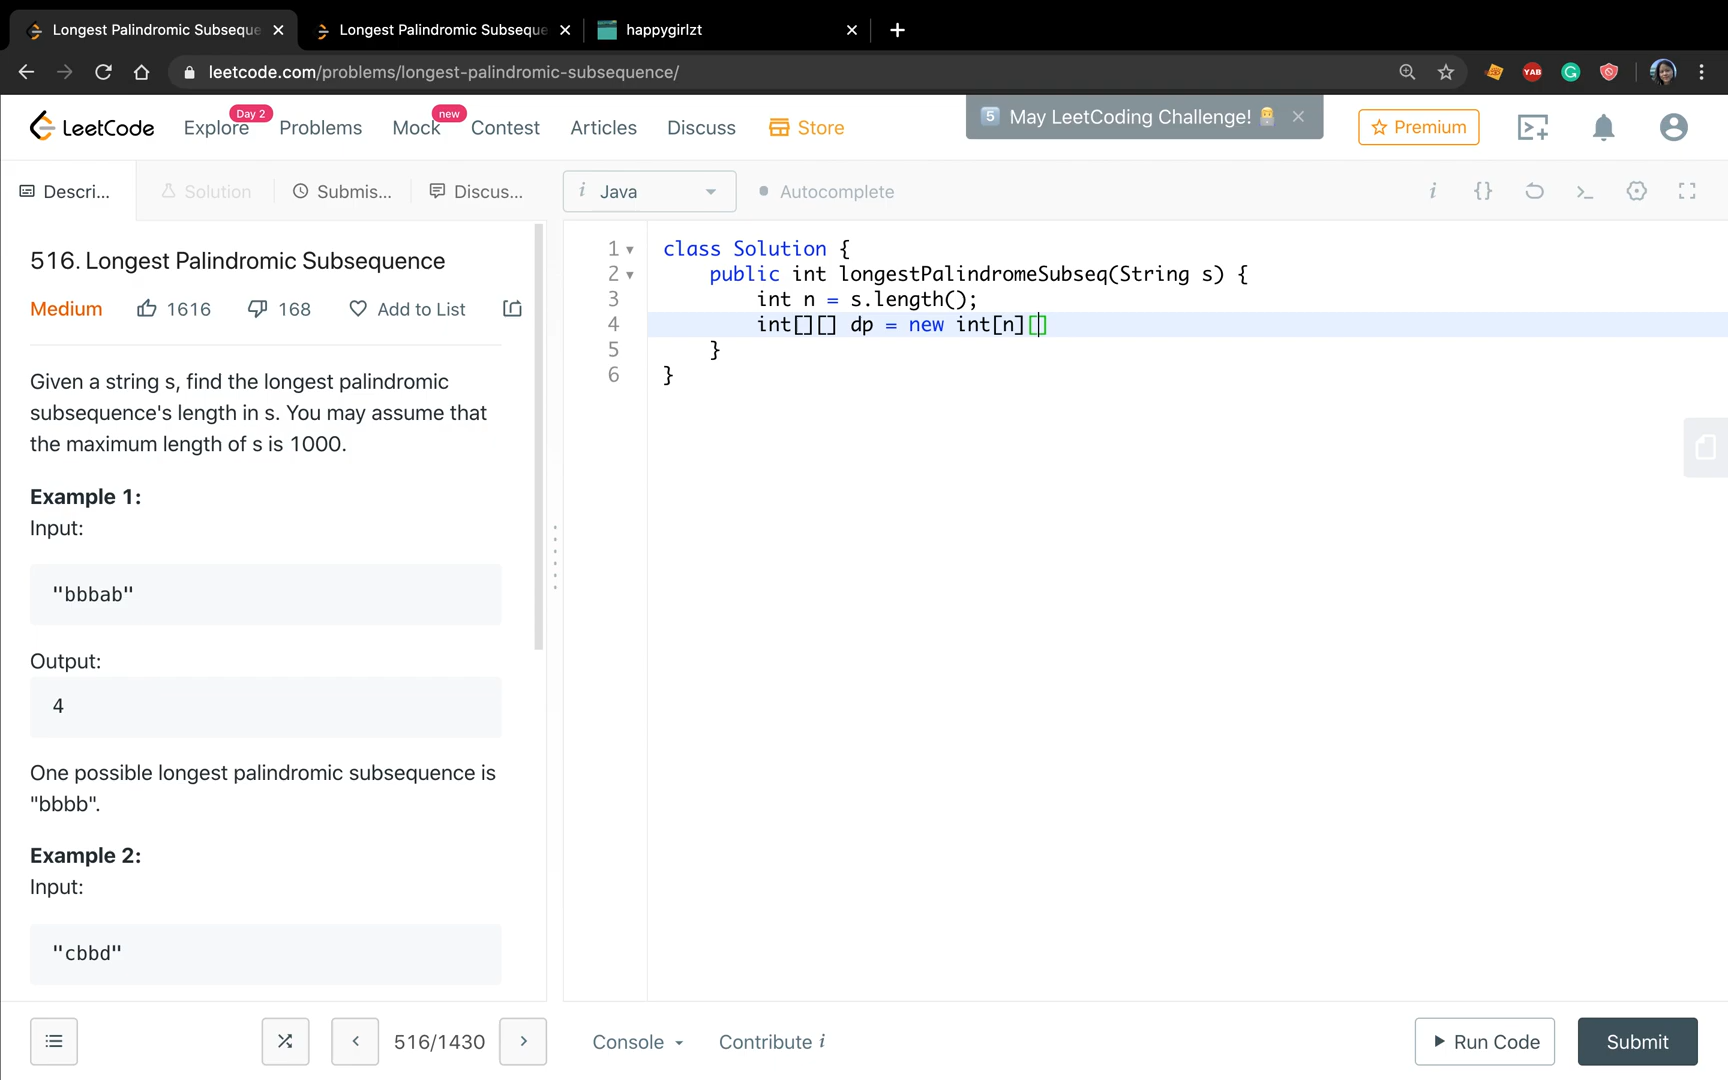 Longest Palindromic Subseque
Longest Palindromic Subseque
happygirlzt
leetcode.com/problems/longest-palindromic-subsequence/
YAB
LeetCode
Explore
Day 2
Problems
Mock
new
Contest
Articles
Discuss
Store
5 May LeetCoding Challenge!
Premium
Descri...
Solution
Submis...
Discus...
i Java
Autocomplete
i {}
516. Longest Palindromic Subsequence
Medium
1616
168
Add to List
Given a string s, find the longest palindromic
subsequence's length in s. You may assume that
the maximum length of s is 1000.
Example 1:
Input:
"bbbab"
Output:
4
One possible longest palindromic subsequence is
"bbbb".
Example 2:
Input:
"cbbd"
1 class Solution {
2 public int longestPalindromeSubseq(String s) {
3 int n = s.length();
4 int[][] dp = new int[n][]
5 }
6 }
516/1430
Console
Contribute i
Run Code
Submit